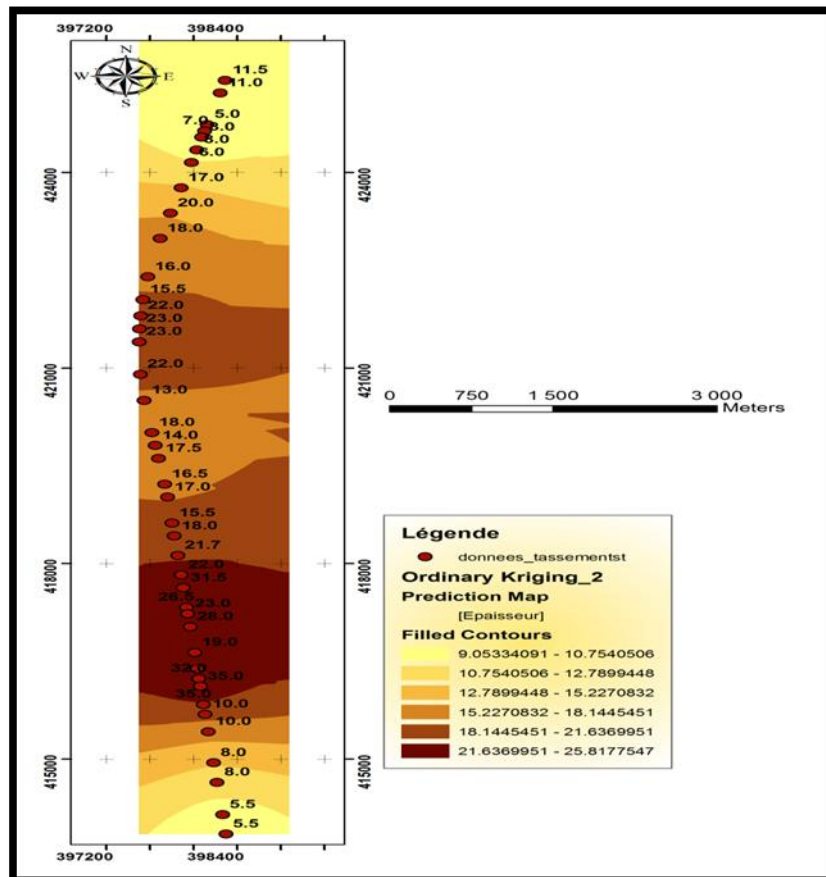 397200 398400
N
W E
S
11.5
11.0
5.0
7.0
8.0
17.0
20.0
18.0
16.0
15.5
22.0
23.0
23.0
22.0
13.0
18.0
14.0
17.5
16.5
17.0
15.5
18.0
21.7
22.0
31.5
26.5
23.0
28.0
19.0
32.0
35.0
35.0
10.0
10.0
8.0
8.0
5.5
5.5
424000 424000
421000 421000
418000 418000
415000 415000
397200 398400
0 750 1 500 3 000
Meters
Légende
donnees_tassementst
Ordinary Kriging_2
Prediction Map
[Epaisseur]
Filled Contours
9.05334091 - 10.7540506
10.7540506 - 12.7899448
12.7899448 - 15.2270832
15.2270832 - 18.1445451
18.1445451 - 21.6369951
21.6369951 - 25.8177547